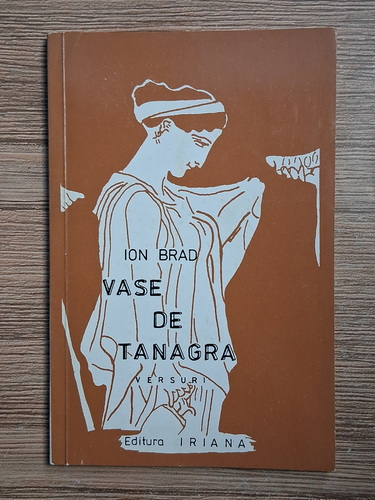 ION BRAD
VASE
DE
TANAGRA
VERSURI
Editura IRIANA